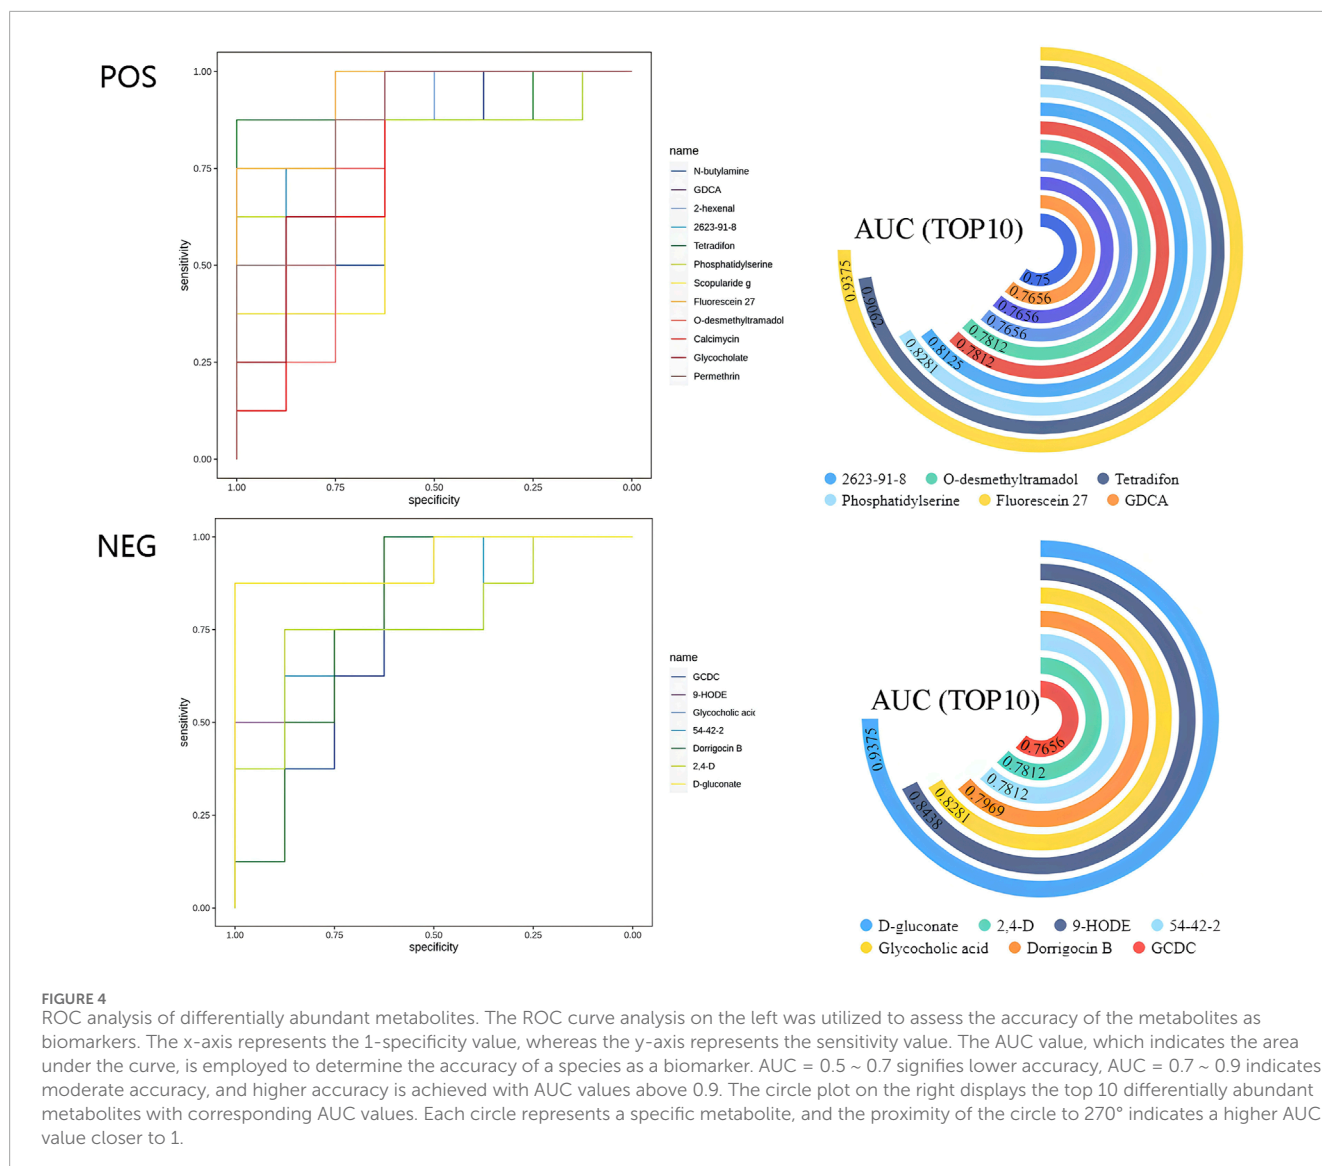 POS
sensitivity
1.00
0.75
0.50
0.25
0.00
1.00 0.75 0.50 0.25 0.00
specificity
name
N-butylamine
GDCA
2-hexenal
2623-91-8
Tetradifon
Phosphatidylserine
Scopularide g
Fluorescein 27
O-desmethyltramadol
Calcimycin
Glycocholate
Permethrin
AUC (TOP10)
0.9375
0.9062
0.8281
0.8125
0.7812
0.7812
0.7656
0.7656
0.7656
0.75
2623-91-8 O-desmethyltramadol Tetradifon
Phosphatidylserine Fluorescein 27 GDCA
NEG
sensitivity
1.00
0.75
0.50
0.25
0.00
1.00 0.75 0.50 0.25 0.00
specificity
name
GCDC
9-HODE
Glycocholic acic
54-42-2
Dorrigocin B
2,4-D
D-gluconate
AUC (TOP10)
0.9375
0.8438
0.8281
0.7969
0.7812
0.7812
0.7656
D-gluconate 2,4-D 9-HODE 54-42-2
Glycocholic acid Dorrigocin B GCDC
FIGURE 4
ROC analysis of differentially abundant metabolites. The ROC curve analysis on the left was utilized to assess the accuracy of the metabolites as
biomarkers. The x-axis represents the 1-specificity value, whereas the y-axis represents the sensitivity value. The AUC value, which indicates the area
under the curve, is employed to determine the accuracy of a species as a biomarker. AUC = 0.5 ~ 0.7 signifies lower accuracy, AUC = 0.7 ~ 0.9 indicates
moderate accuracy, and higher accuracy is achieved with AUC values above 0.9. The circle plot on the right displays the top 10 differentially abundant
metabolites with corresponding AUC values. Each circle represents a specific metabolite, and the proximity of the circle to 270° indicates a higher AUC
value closer to 1.